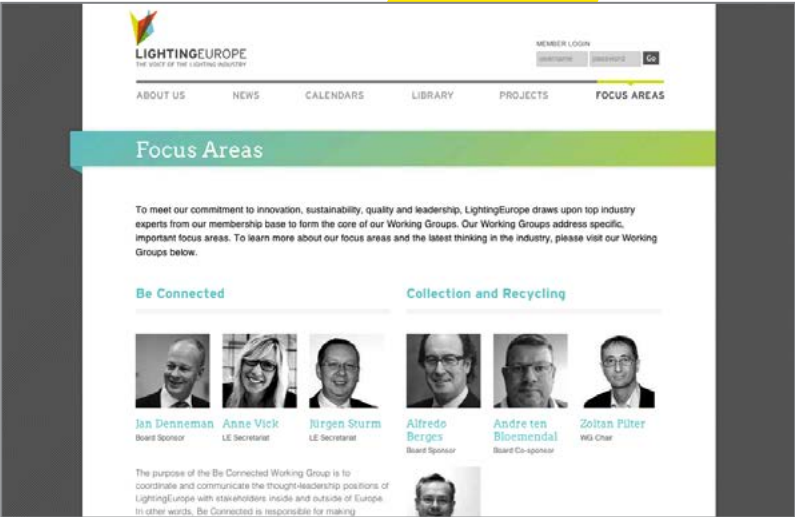 LIGHTINGEUROPE
THE VOICE OF THE LIGHTING INDUSTRY
MEMBER LOGIN
username password Go
ABOUT US NEWS CALENDARS LIBRARY PROJECTS FOCUS AREAS
Focus Areas
To meet our commitment to innovation, sustainability, quality and leadership, LightingEurope draws upon top industry
experts from our membership base to form the core of our Working Groups. Our Working Groups address specific,
important focus areas. To learn more about our focus areas and the latest thinking in the industry, please visit our Working
Groups below.
Be Connected
Jan Denneman Anne Vick Jürgen Sturm
Board Sponsor LE Secretariat LE Secretariat
The purpose of the Be Connected Working Group is to
coordinate and communicate the thought-leadership positions of
LightingEurope with stakeholders inside and outside of Europe.
In other words, Be Connected is responsible for making
Collection and Recycling
Alfredo
Berges
Board Sponsor
Andre ten
Bloemendal
Board Co-sponsor
Zoltan Pilter
WG Chair